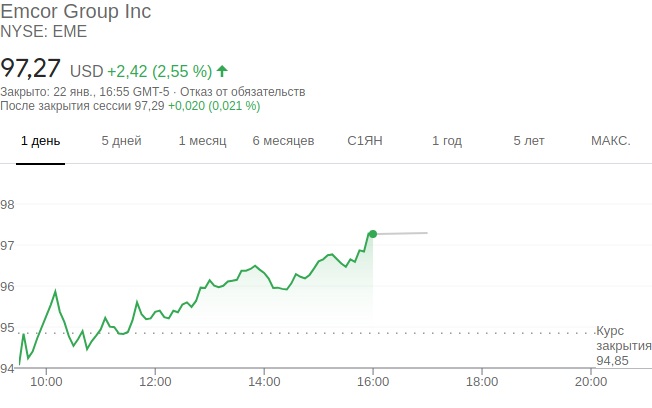 Emcor Group Inc
NYSE: EME
97,27 USD +2,42 (2,55 %)
Закрыто: 22 янв., 16:55 GMT-5 · Отказ от обязательств
После закрытия сессии 97,29 +0,020 (0,021 %)
1 день 5 дней 1 месяц 6 месяцев С1ЯН 1 год 5 лет МАКС.
98
97
96
95
Курс
закрытия
94,85
94
10:00 12:00 14:00 16:00 18:00 20:00